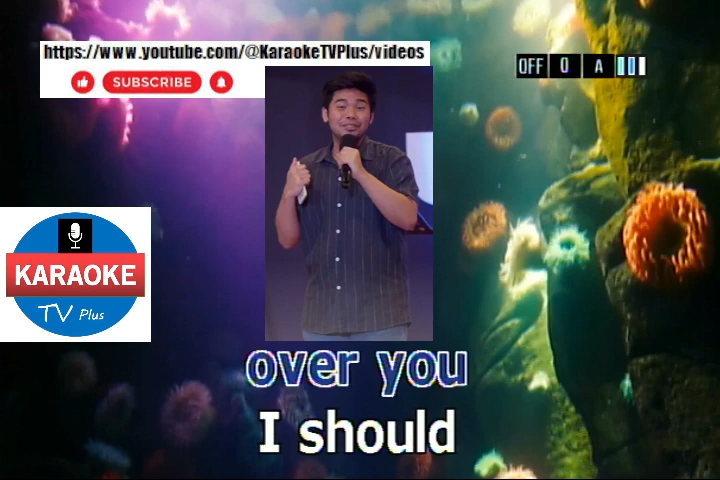 https://www.youtube.com/@KaraokeTVPlus/videos
SUBSCRIBE
OFF 0 A
KARAOKE
TV Plus
over you
I should